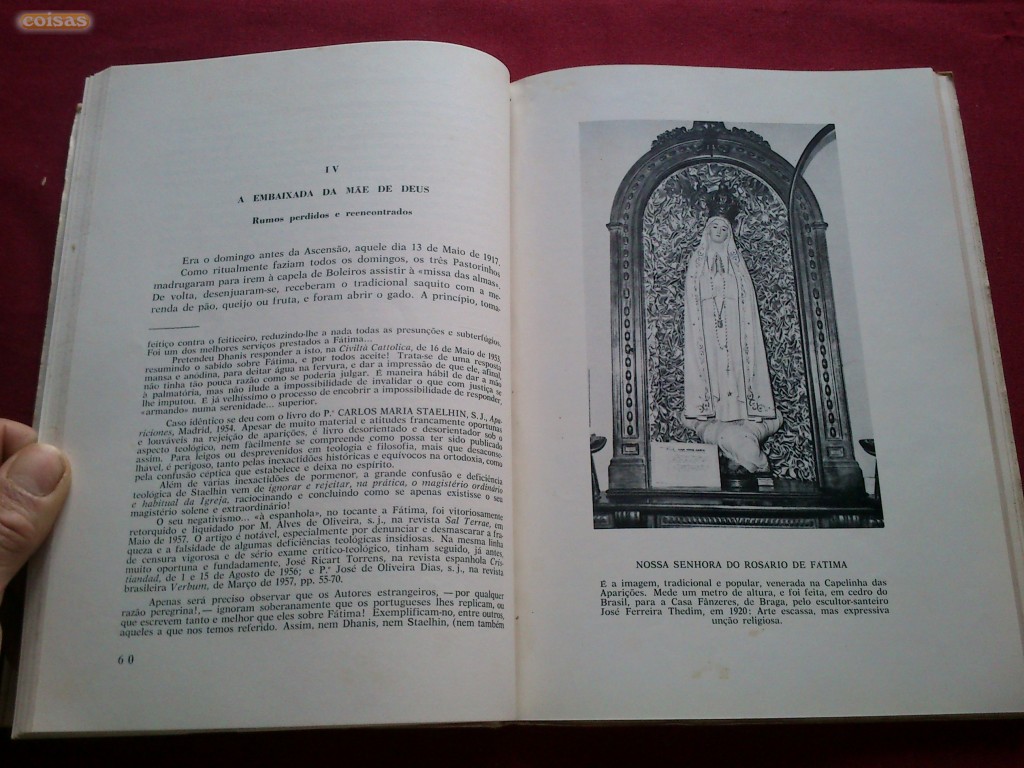 coisas
IV
A EMBAIXADA DA MÃE DE DEUS
Rumos perdidos e reencontrados
Era o domingo antes da Ascensão, aquele dia 13 de Maio de 1917.
Como ritualmente faziam todos os domingos, os três Pastorinhos
madrugaram para irem à capela de Boleiros assistir à «missa das almas».
De volta, desenjuaram-se, receberam o tradicional saquito com a me-
renda de pão, queijo ou fruta, e foram abrir o gado. A princípio, toma-
feitiço contra o feiticeiro, reduzindo-lhe a nada todas as presunções e subterfúgios.
Foi um dos melhores serviços prestados a Fátima...
Pretendeu Dhanis responder a isto, na Civiltà Cattolica, de 16 de Maio de 1953,
resumindo o sabido sobre Fátima, e por todos aceite! Trata-se de uma resposta
mansa e anodina, para deitar água na fervura, e dar a impressão de que ele, afinal,
não tinha tão pouca razão como se poderia julgar. É maneira hábil de dar a mão
à palmatória, mas não ilude a impossibilidade de invalidar o que com justiça se
lhe imputou. E já velhíssimo o processo de encobrir a impossibilidade de responder,
«armando» numa serenidade... superior.
Caso idêntico se deu com o livro do P.e CARLOS MARIA STAEHLIN, S. J., Apa-
riciones, Madrid, 1954. Apesar de muito material e atitudes francamente oportunas
e louváveis na rejeição de aparições, é livro desorientado e desorientador sob o
aspecto teológico, nem fàcilmente se compreende como possa ter sido publicado
assim. Para leigos ou desprevenidos em teologia e filosofia, mais que desaconse-
lhável, é perigoso, tanto pelas inexactidões históricas e equívocos na ortodoxia, como
pela confusão céptica que estabelece e deixa no espírito.
Além de várias inexactidões de pormenor, a grande confusão e deficiência
teológica de Staehlin vem de ignorar e rejeitar, na prática, o magistério ordinário
e habitual da Igreja, raciocinando e concluindo como se apenas existisse o seu
magistério solene e extraordinário!
O seu negativismo... «à espanhola», no tocante a Fátima, foi vitoriosamente
retorquido e liquidado por M. Alves de Oliveira, s. j., na revista Sal Terrae, em
Maio de 1957. O artigo é notável, especialmente por denunciar e desmascarar a fra-
queza e a falsidade de algumas deficiências teológicas insidiosas. Na mesma linha
de censura vigorosa e de sério exame crítico-teológico, tinham seguido, já antes,
muito oportuna e fundadamente, José Ricart Torrens, na revista espanhola Cris-
tiandad, de 1 e 15 de Agosto de 1956; e P.e José de Oliveira Dias, s. j., na revista
brasileira Verbum, de Março de 1957, pp. 55-70.
Apenas será preciso observar que os Autores estrangeiros, —por qualquer
razão peregrina!,— ignoram soberanamente que os portugueses lhes replicam, ou
que escrevem tanto e melhor que eles sobre Fátima! Exemplificam-no, entre outros,
aqueles a que nos temos referido. Assim, nem Dhanis, nem Staehlin, (nem também
60
NOSSA SENHORA DO ROSARIO DE FATIMA
É a imagem, tradicional e popular, venerada na Capelinha das
Aparições. Mede um metro de altura, e foi feita, em cedro do
Brasil, para a Casa Fânzeres, de Braga, pelo escultor-santeiro
José Ferreira Thedim, em 1920: Arte escassa, mas expressiva
unção religiosa.